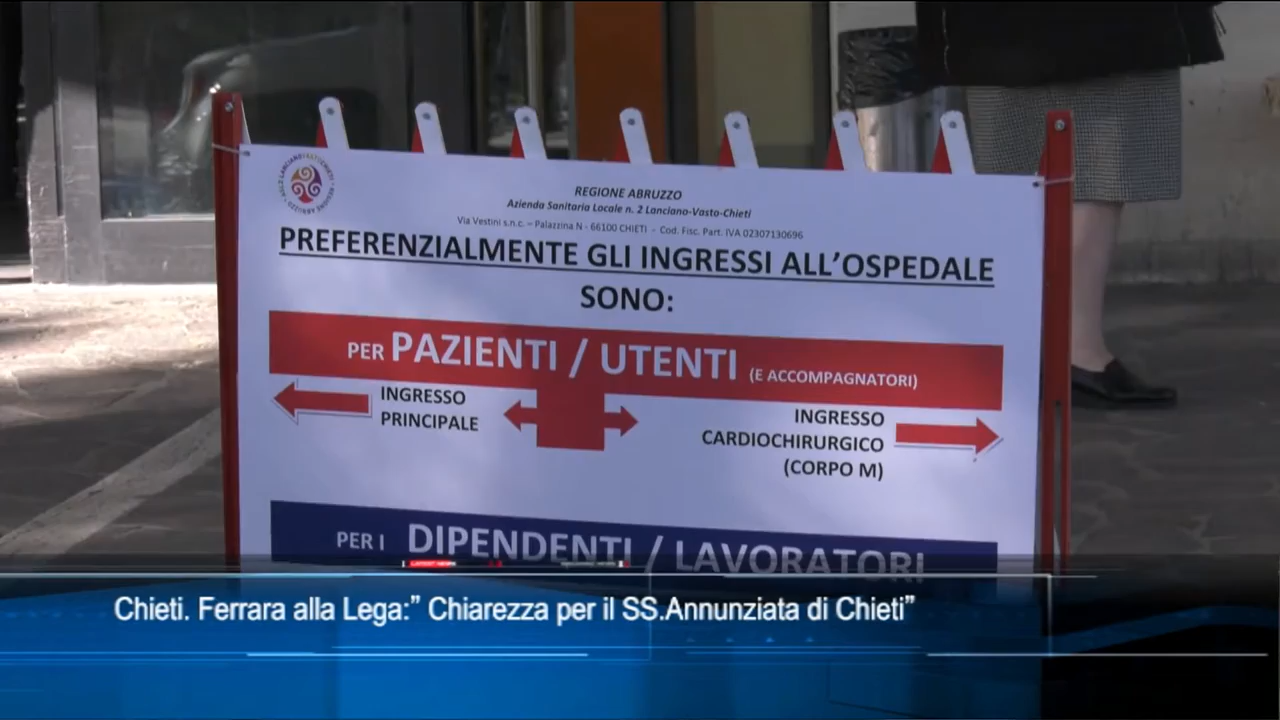 REGIONE ABRUZZO
Azienda Sanitaria Locale n. 2 Lanciano-Vasto-Chieti
Via Vestini s.n.c. – Palazzina N - 66100 CHIETI - Cod. Fisc. Part. IVA 02307130696
PREFERENZIALMENTE GLI INGRESSI ALL'OSPEDALE
SONO:
PER PAZIENTI / UTENTI (E ACCOMPAGNATORI)
INGRESSO
PRINCIPALE
INGRESSO
CARDIOCHIRURGICO
(CORPO M)
PER I DIPENDENTI / LAVORATORI
Chieti. Ferrara alla Lega:” Chiarezza per il SS.Annunziata di Chieti”